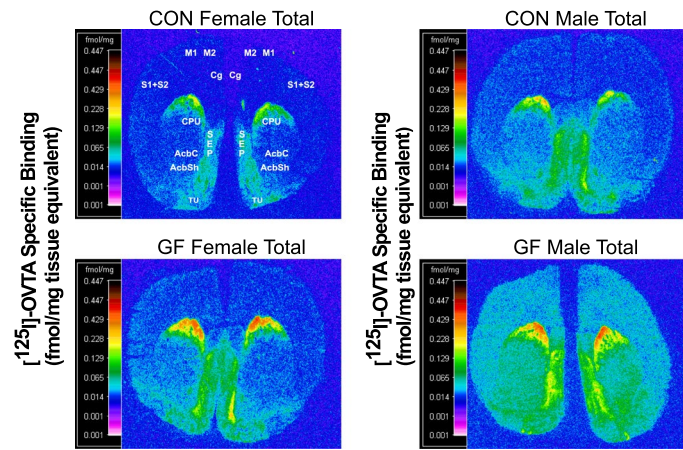 CON Female Total
CON Male Total
[¹²⁵I]-OVTA Specific Binding
(fmol/mg tissue equivalent)
fmol/mg
0.447
0.447
0.429
0.228
0.129
0.065
0.014
0.001
0.001
M1 M2 M2 M1
Cg Cg
S1+S2 S1+S2
CPU CPU
S
E
P
S
E
P
AcbC AcbC
AcbSh AcbSh
TU TU
[¹²⁵I]-OVTA Specific Binding
(fmol/mg tissue equivalent)
fmol/mg
0.447
0.447
0.429
0.228
0.129
0.065
0.014
0.001
0.001
GF Female Total
GF Male Total
fmol/mg
0.447
0.447
0.429
0.228
0.129
0.065
0.014
0.001
0.001
fmol/mg
0.447
0.447
0.429
0.228
0.129
0.065
0.014
0.001
0.001